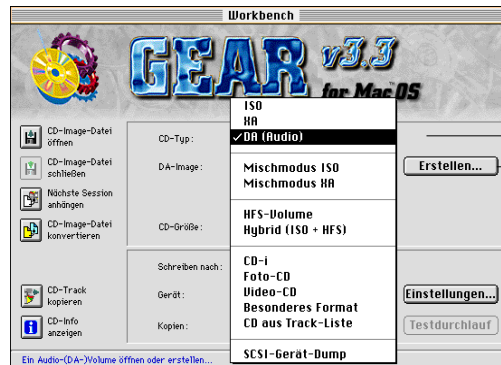 Workbench
GEAR v3.3
for Mac OS
ISO
XA
✓DA (Audio)
Mischmodus ISO
Mischmodus XA
HFS-Volume
Hybrid (ISO + HFS)
CD-i
Foto-CD
Video-CD
Besonderes Format
CD aus Track-Liste
SCSI-Gerät-Dump
CD-Image-Datei
öffnen
CD-Image-Datei
schließen
Nächste Session
anhängen
CD-Image-Datei
konvertieren
CD-Track
kopieren
CD-Info
anzeigen
CD-Typ:
DA-Image:
CD-Größe:
Schreiben nach:
Gerät:
Kopien:
Erstellen...
Einstellungen...
Testdurchlauf
Ein Audio-(DA-)Volume öffnen oder erstellen...